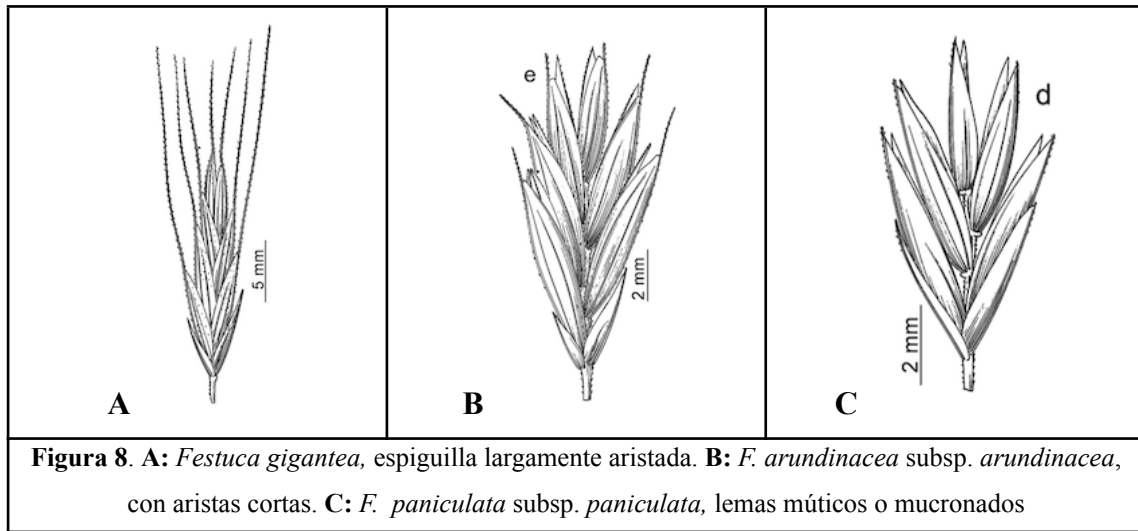 e
d
5 mm
2 mm
2 mm
A
B
C
Figura 8. A: Festuca gigantea, espiguilla largamente aristada. B: F. arundinacea subsp. arundinacea,
con aristas cortas. C: F. paniculata subsp. paniculata, lemas múticos o mucronados